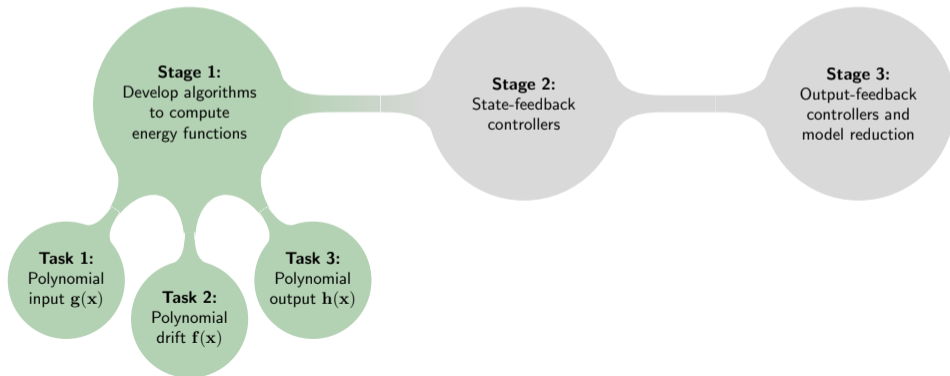 Stage 1:
Develop algorithms
to compute
energy functions
Stage 2:
State-feedback
controllers
Stage 3:
Output-feedback
controllers and
model reduction
Task 1:
Polynomial
input g(x)
Task 2:
Polynomial
drift f(x)
Task 3:
Polynomial
output h(x)